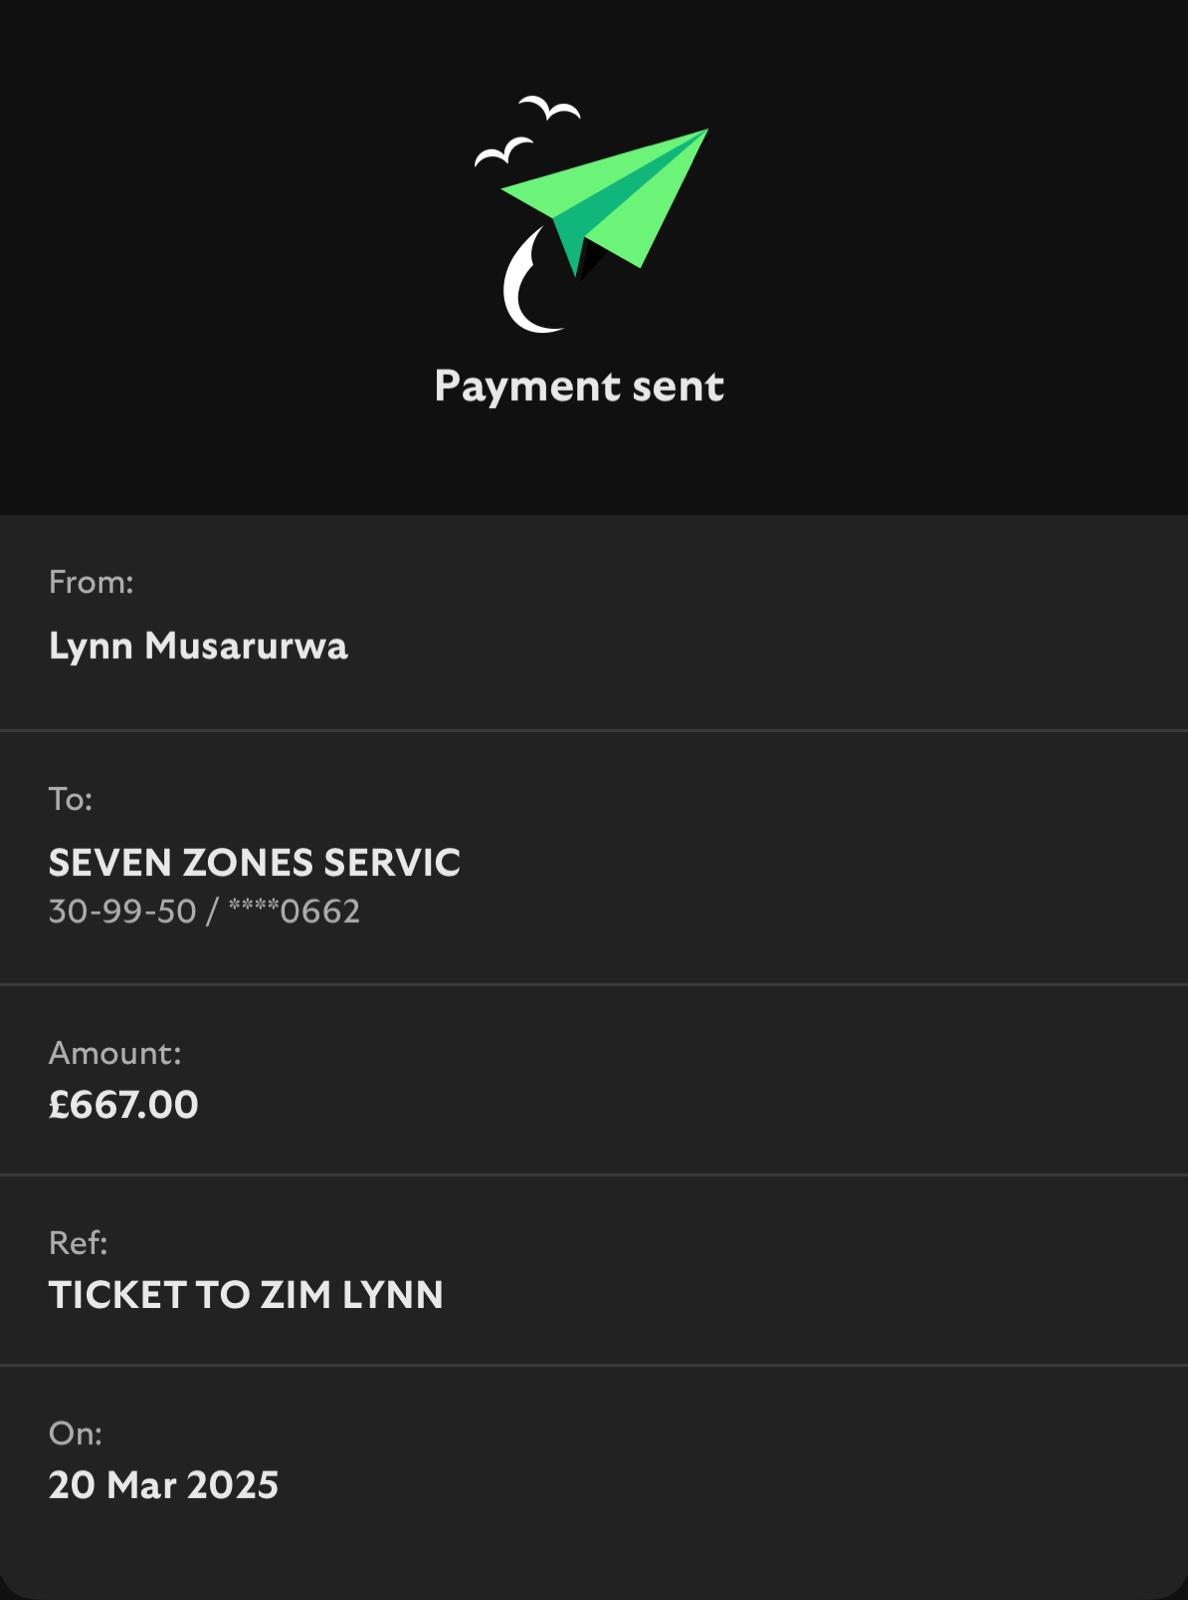 Payment sent
From:
Lynn Musarurwa
To:
SEVEN ZONES SERVIC
30-99-50 / ****0662
Amount:
£667.00
Ref:
TICKET TO ZIM LYNN
On:
20 Mar 2025